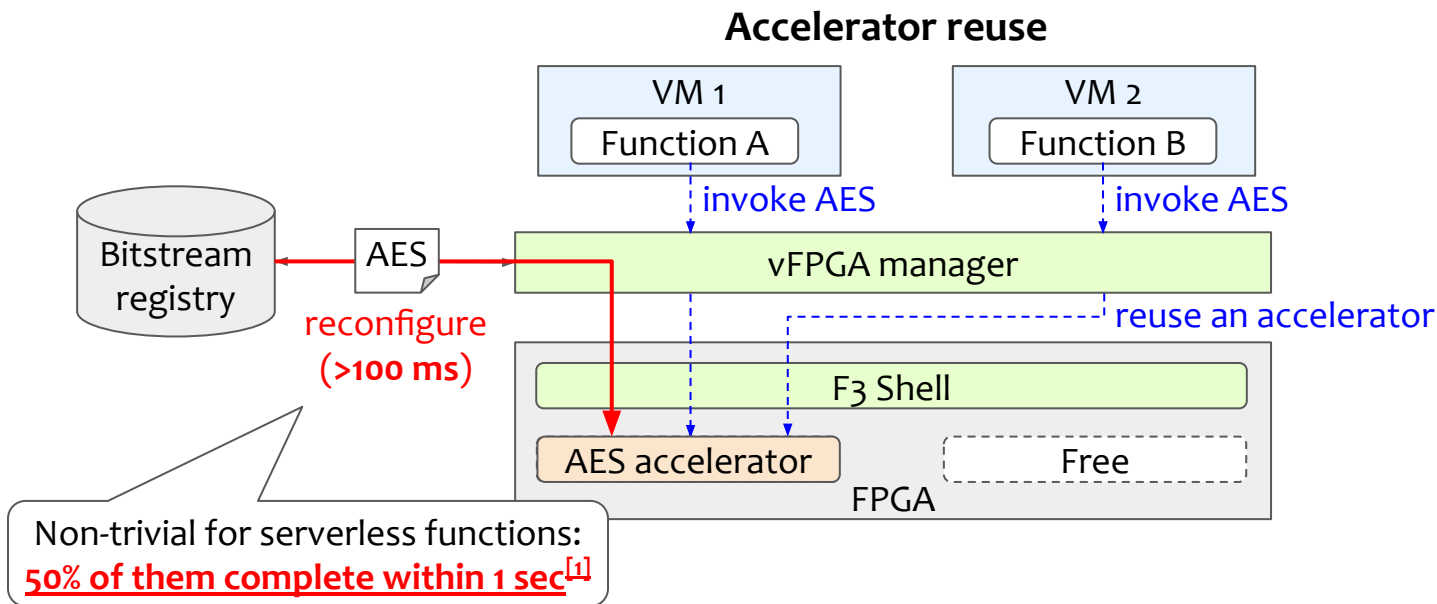 Accelerator reuse
VM 1
VM 2
Function A
Function B
invoke AES
invoke AES
Bitstream
registry
AES
vFPGA manager
reconfigure
(>100 ms)
reuse an accelerator
F3 Shell
AES accelerator
Free
FPGA
Non-trivial for serverless functions:
50% of them complete within 1 sec[1]